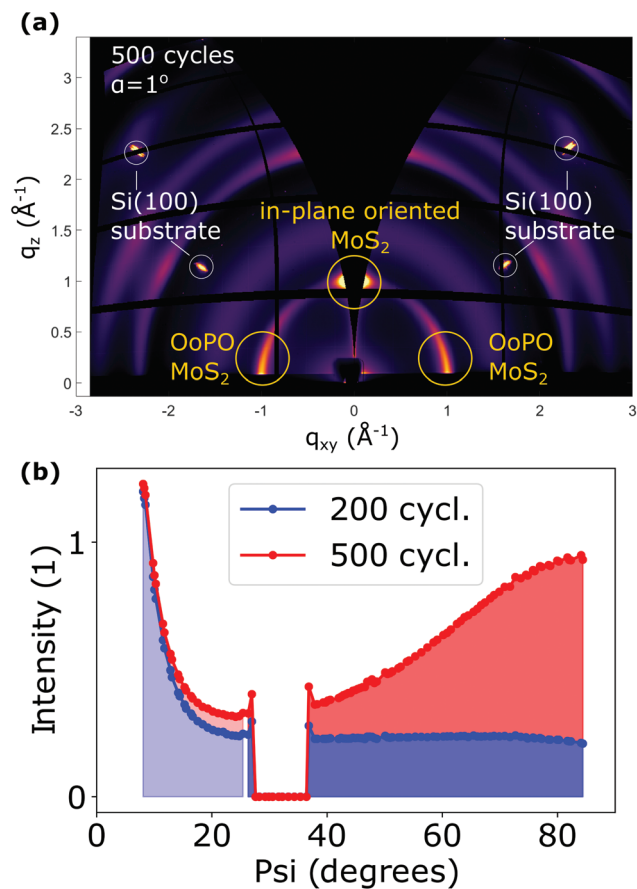 (a)
500 cycles
α=1°
3
2.5
2
1.5
1
0.5
0
qz (Å-1)
Si(100)
substrate
in-plane oriented
MoS2
Si(100)
substrate
OoPO
MoS2
OoPO
MoS2
-3
-2
-1
0
1
2
3
qxy (Å-1)
(b)
200 cycl.
500 cycl.
1
0
Intensity (1)
0
20
40
60
80
Psi (degrees)